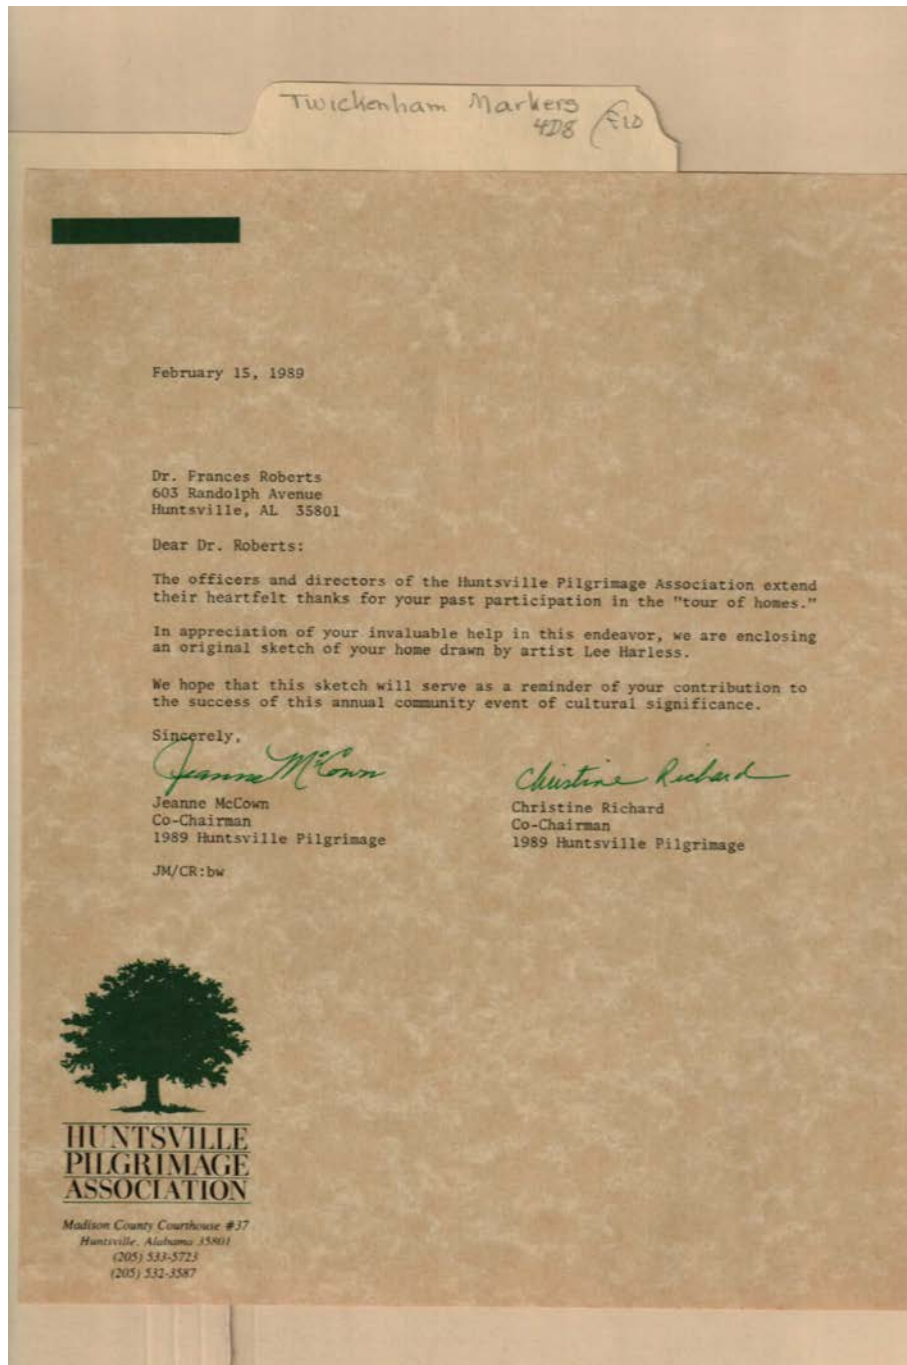 Twickenham Markers
4D8 (F10
February 15, 1989
Dr. Frances Roberts
603 Randolph Avenue
Huntsville, AL 35801
Dear Dr. Roberts:
The officers and directors of the Huntsville Pilgrimage Association extend
their heartfelt thanks for your past participation in the "tour of homes."
In appreciation of your invaluable help in this endeavor, we are enclosing
an original sketch of your home drawn by artist Lee Harless.
We hope that this sketch will serve as a reminder of your contribution to
the success of this annual community event of cultural significance.
Sincerely,
Jeanne McCown Christine Richard
Jeanne McCown Christine Richard
Co-Chairman Co-Chairman
1989 Huntsville Pilgrimage 1989 Huntsville Pilgrimage
JM/CR:bw
HUNTSVILLE
PILGRIMAGE
ASSOCIATION
Madison County Courthouse #37
Huntsville, Alabama 35801
(205) 533-5723
(205) 532-3587